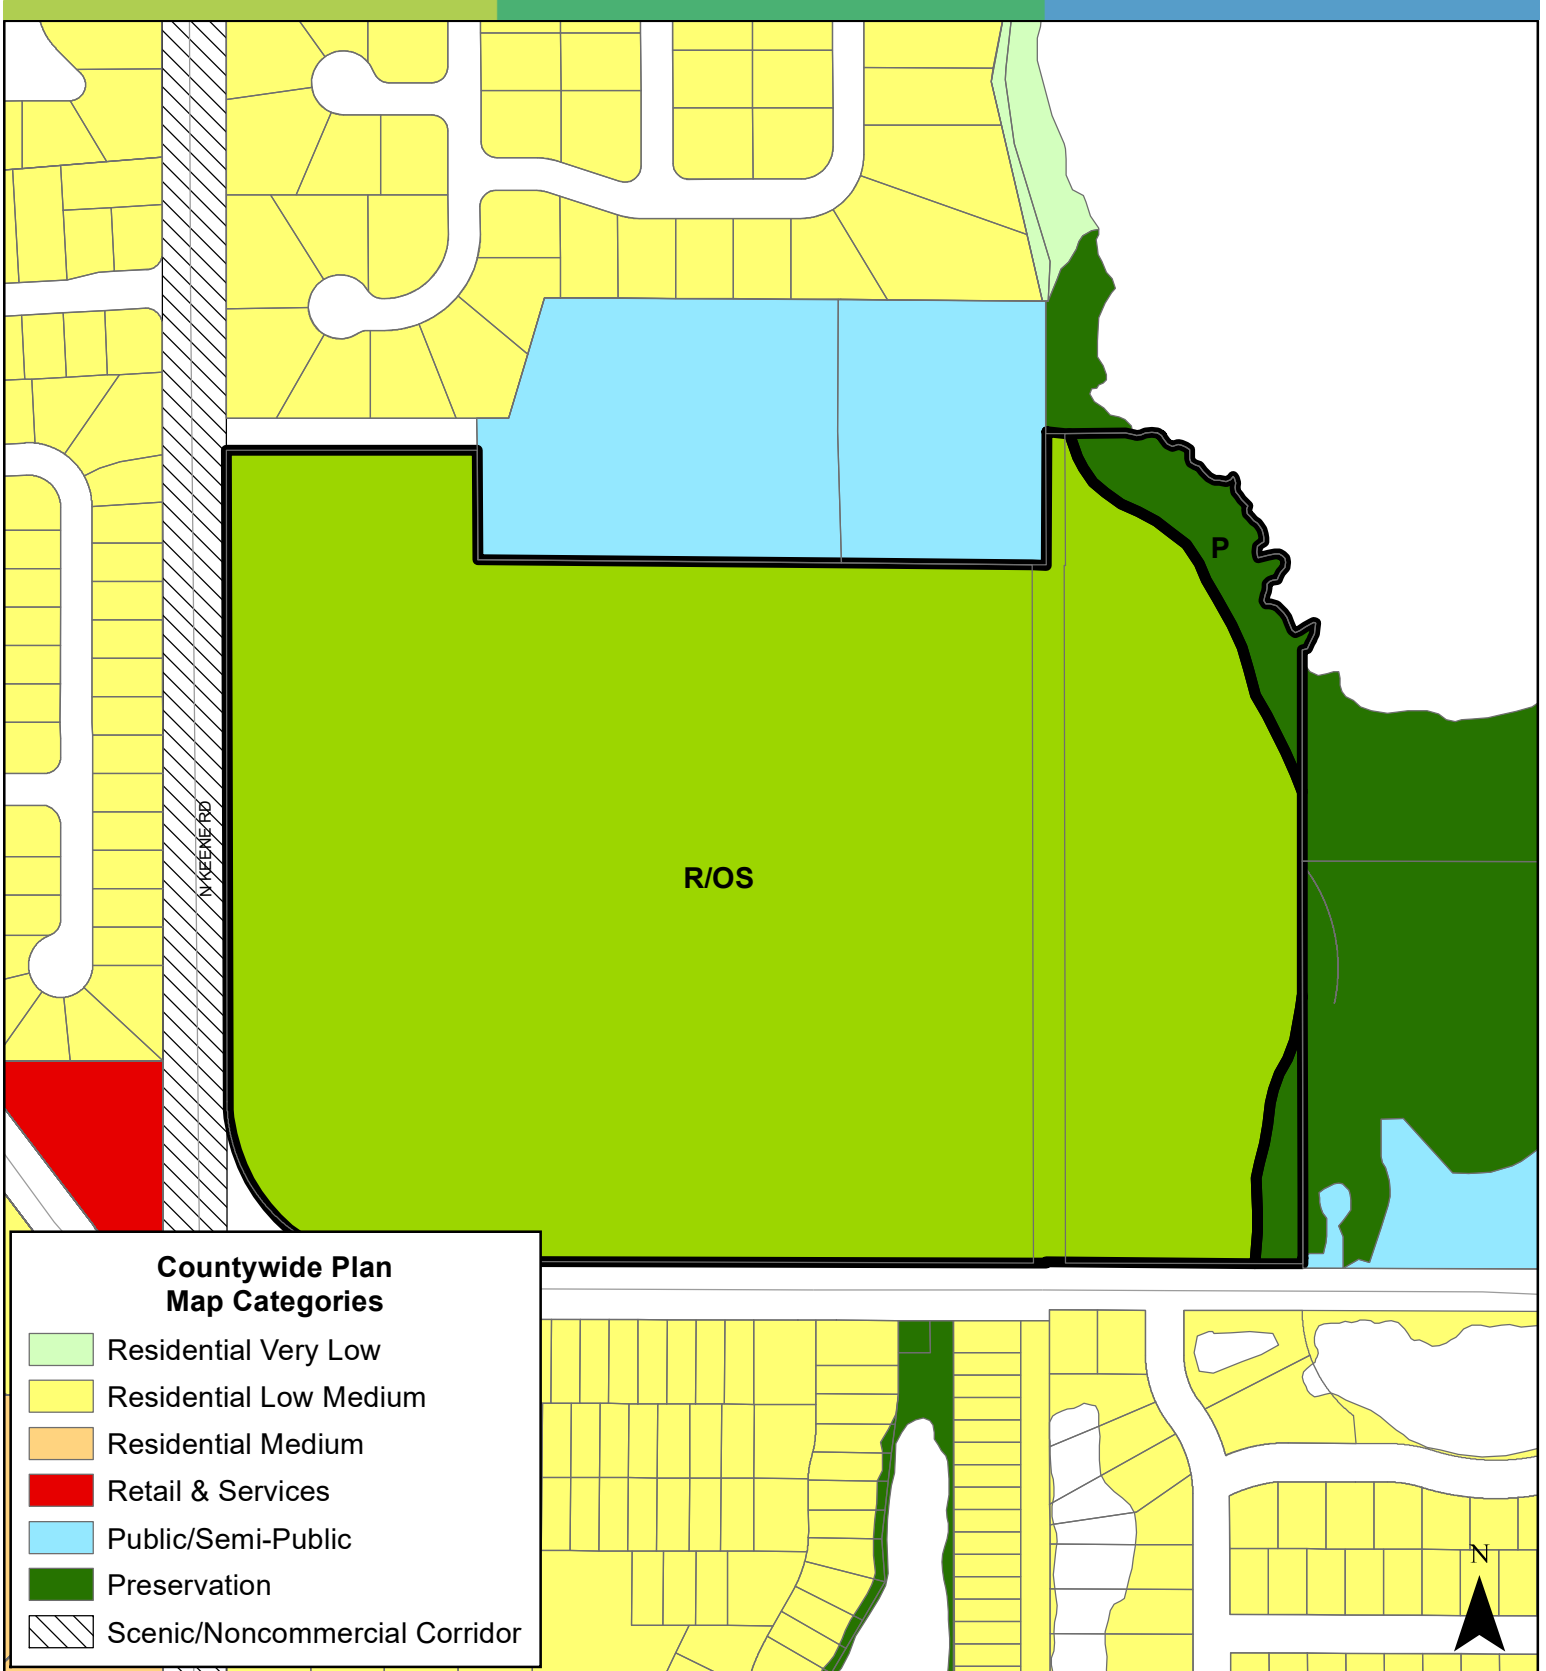 P
N KEENE RD
R/OS
Countywide Plan
Map Categories
Residential Very Low
Residential Low Medium
Residential Medium
Retail & Services
Public/Semi-Public
Preservation
Scenic/Noncommercial Corridor
N